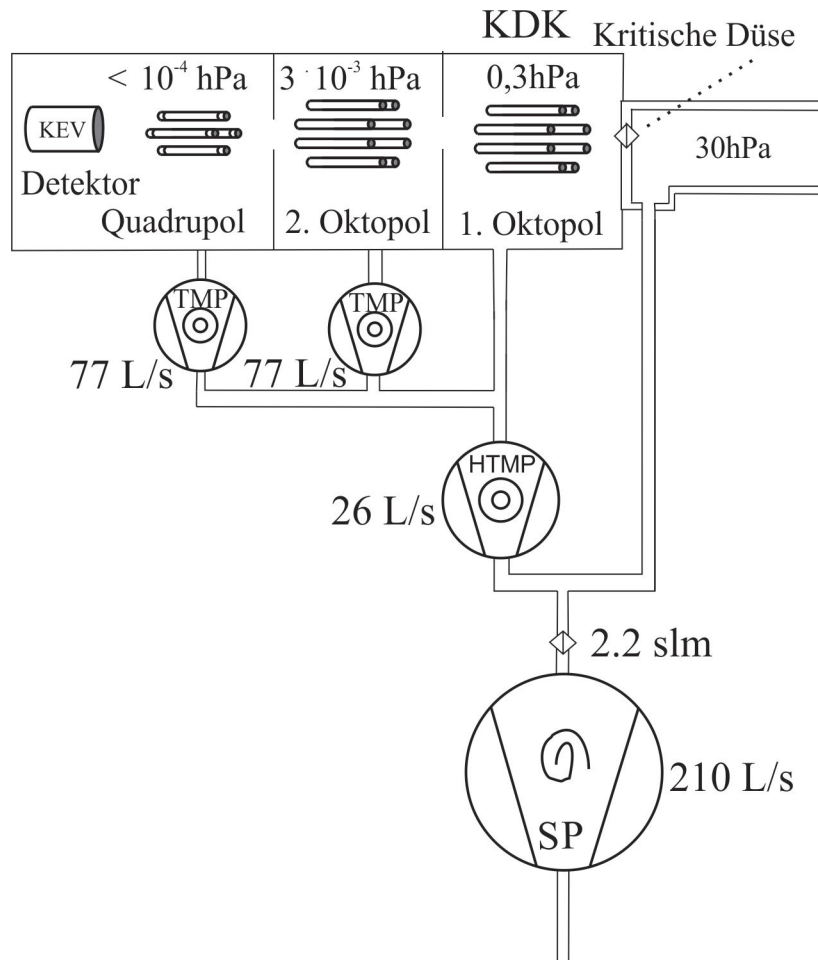 KDK
Kritische Düse
< 10⁻⁴ hPa
3 · 10⁻³ hPa
0,3hPa
30hPa
KEV
Detektor
Quadrupol
2. Oktopol
1. Oktopol
TMP
TMP
77 L/s
77 L/s
HTMP
26 L/s
2.2 slm
210 L/s
SP